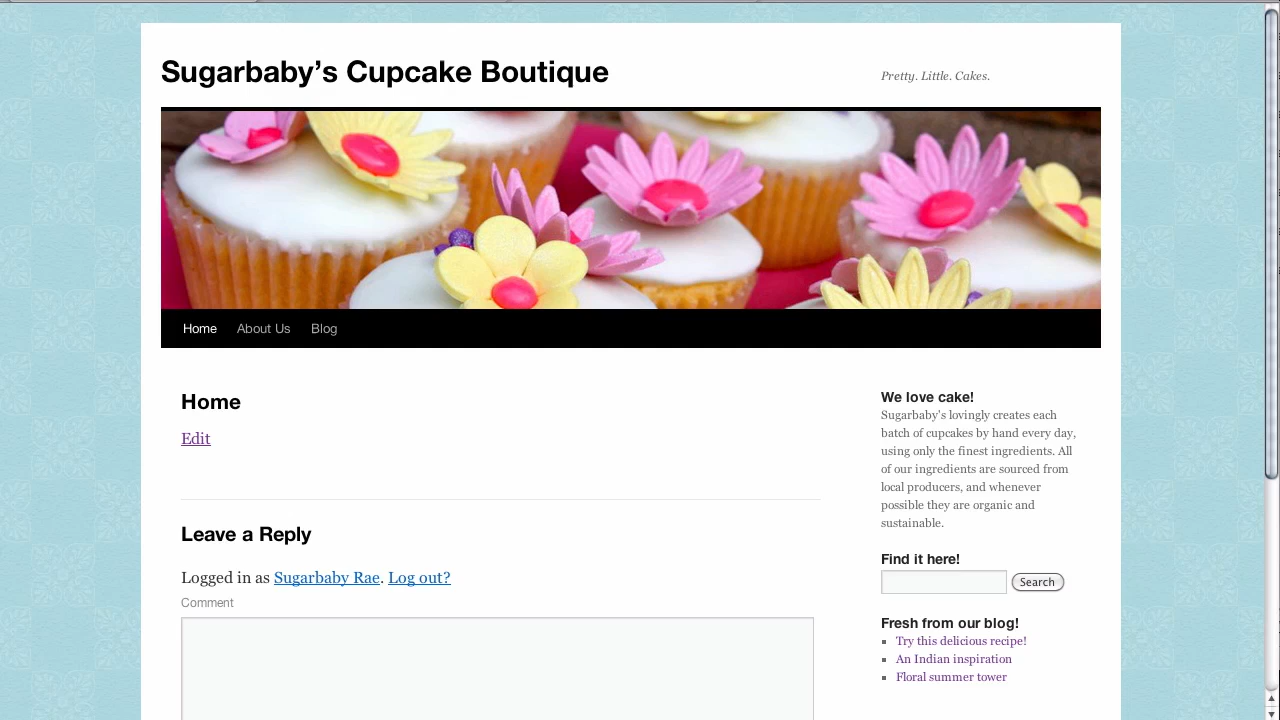 Sugarbaby’s Cupcake Boutique
Pretty. Little. Cakes.
Home About Us Blog
Home
Edit
Leave a Reply
Logged in as Sugarbaby Rae. Log out?
Comment
We love cake!
Sugarbaby’s lovingly creates each
batch of cupcakes by hand every day,
using only the finest ingredients. All
of our ingredients are sourced from
local producers, and whenever
possible they are organic and
sustainable.
Find it here!
Search
Fresh from our blog!
Try this delicious recipe!
An Indian inspiration
Floral summer tower